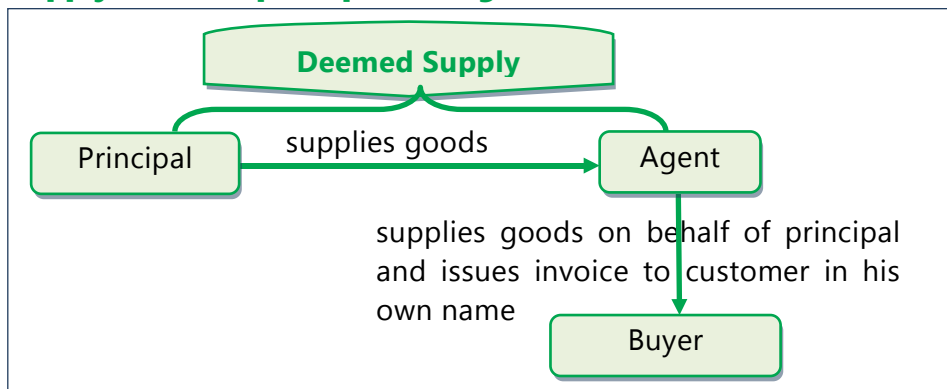 Deemed Supply
Principal
supplies goods
Agent
supplies goods on behalf of principal
and issues invoice to customer in his
own name
Buyer